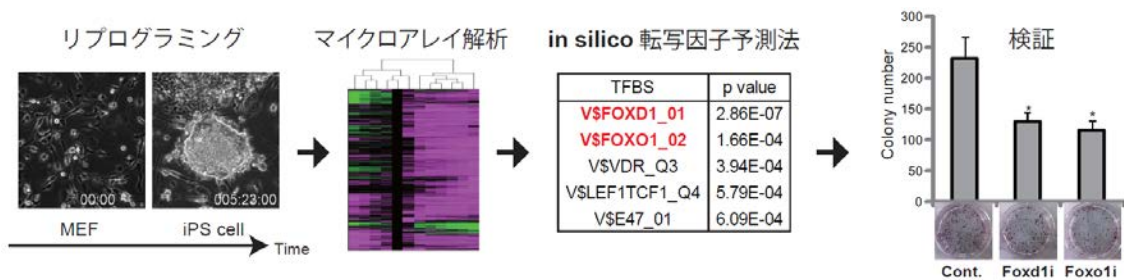 リプログラミング
00:00
005:23:00
MEF
iPS cell
Time
マイクロアレイ解析
in silico 転写因子予測法
TFBS p value
V$FOXD1_01 2.86E-07
V$FOXO1_02 1.66E-04
V$VDR_Q3 3.94E-04
V$LEF1TCF1_Q4 5.79E-04
V$E47_01 6.09E-04
検証
Colony number
300
250
200
150
100
50
0
* *
Cont. Foxd1i Foxo1i